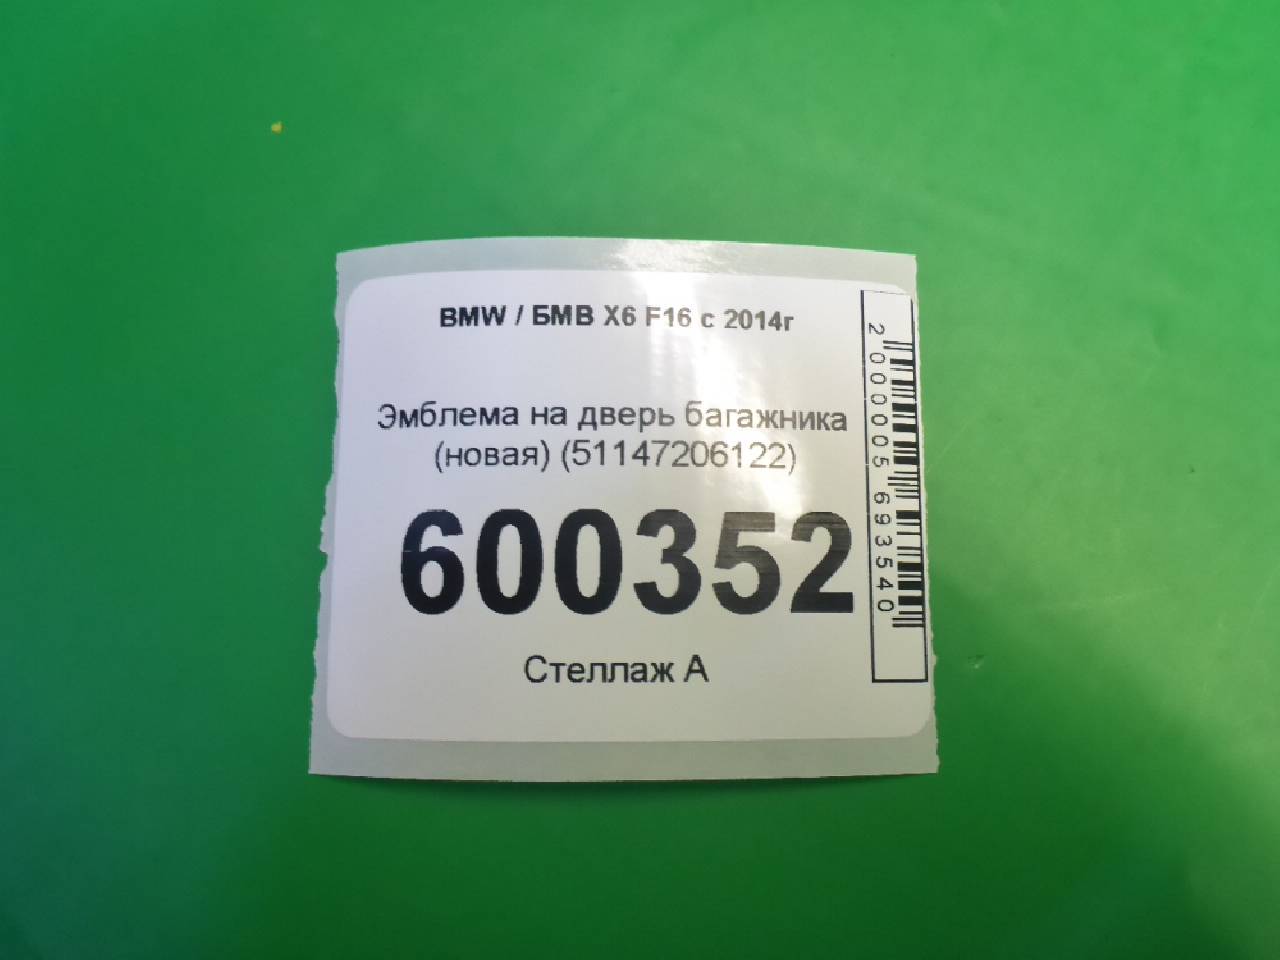 BMW / БМВ X6 F16 с 2014г
Эмблема на дверь багажника
(новая) (51147206122)
600352
Стеллаж А
2000005693540